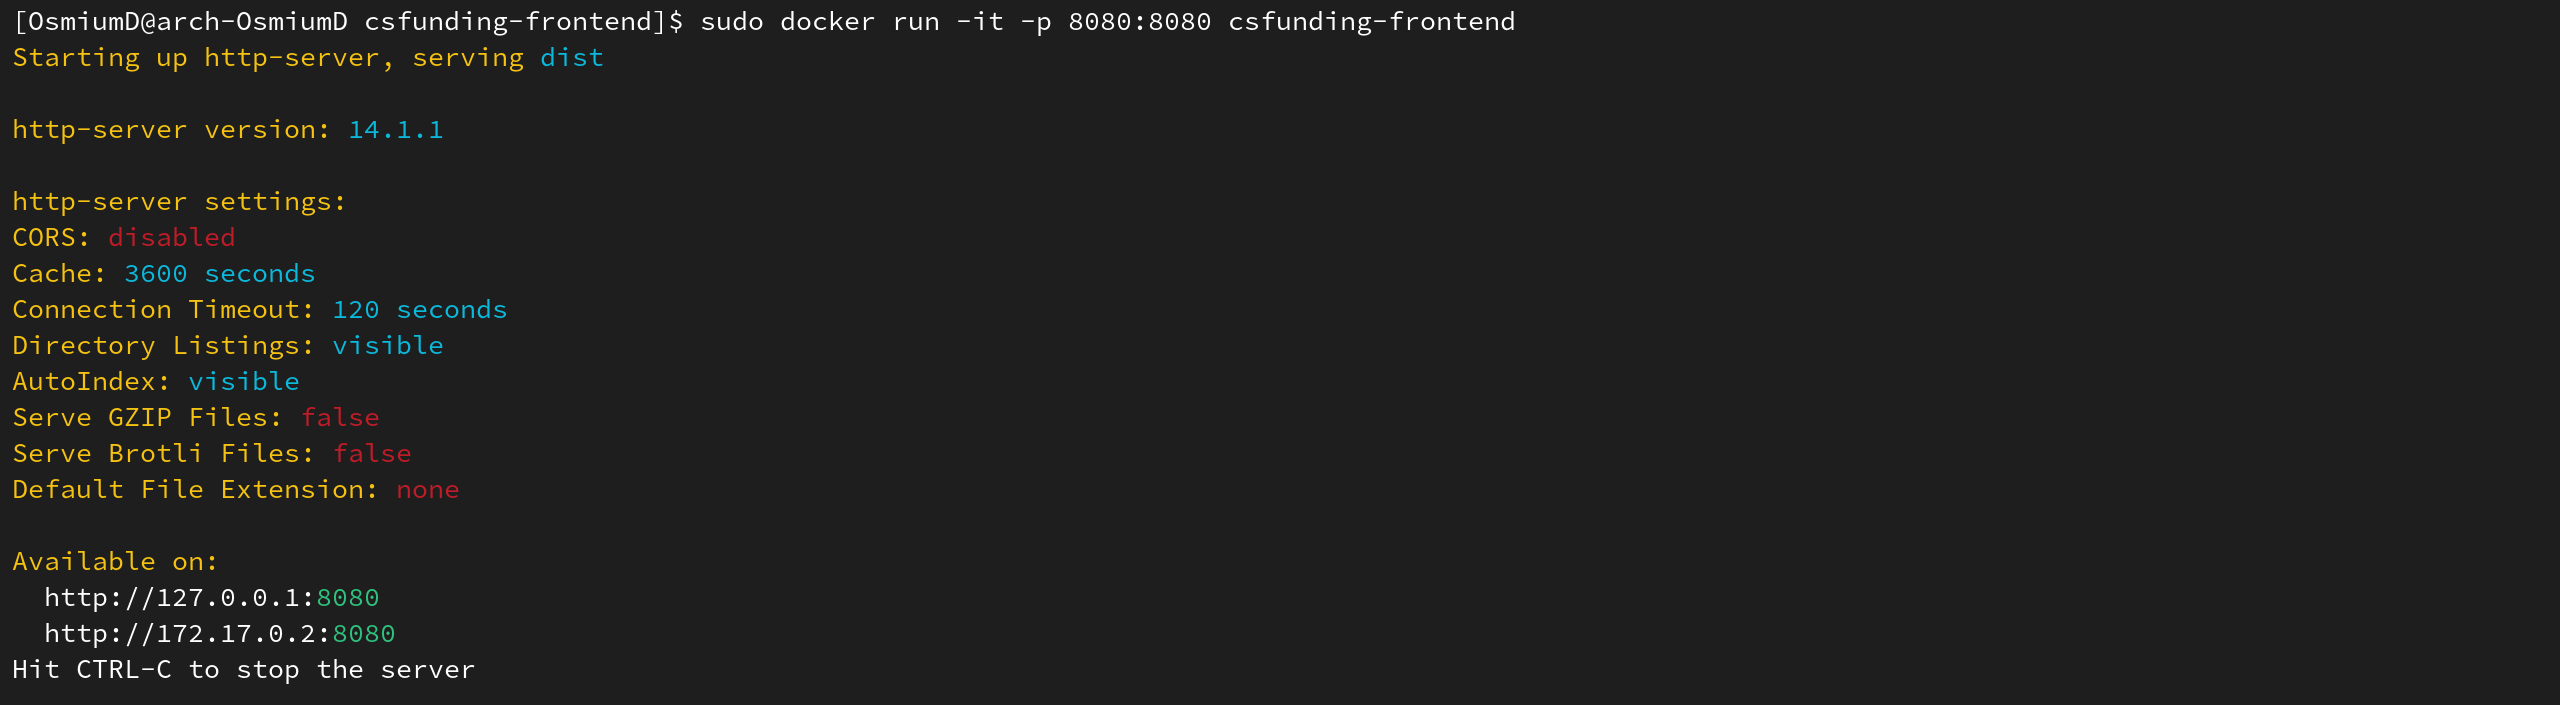 [OsmiumD@arch-OsmiumD csfunding-frontend]$ sudo docker run -it -p 8080:8080 csfunding-frontend
Starting up http-server, serving dist
http-server version: 14.1.1
http-server settings:
CORS: disabled
Cache: 3600 seconds
Connection Timeout: 120 seconds
Directory Listings: visible
AutoIndex: visible
Serve GZIP Files: false
Serve Brotli Files: false
Default File Extension: none
Available on:
  http://127.0.0.1:8080
  http://172.17.0.2:8080
Hit CTRL-C to stop the server